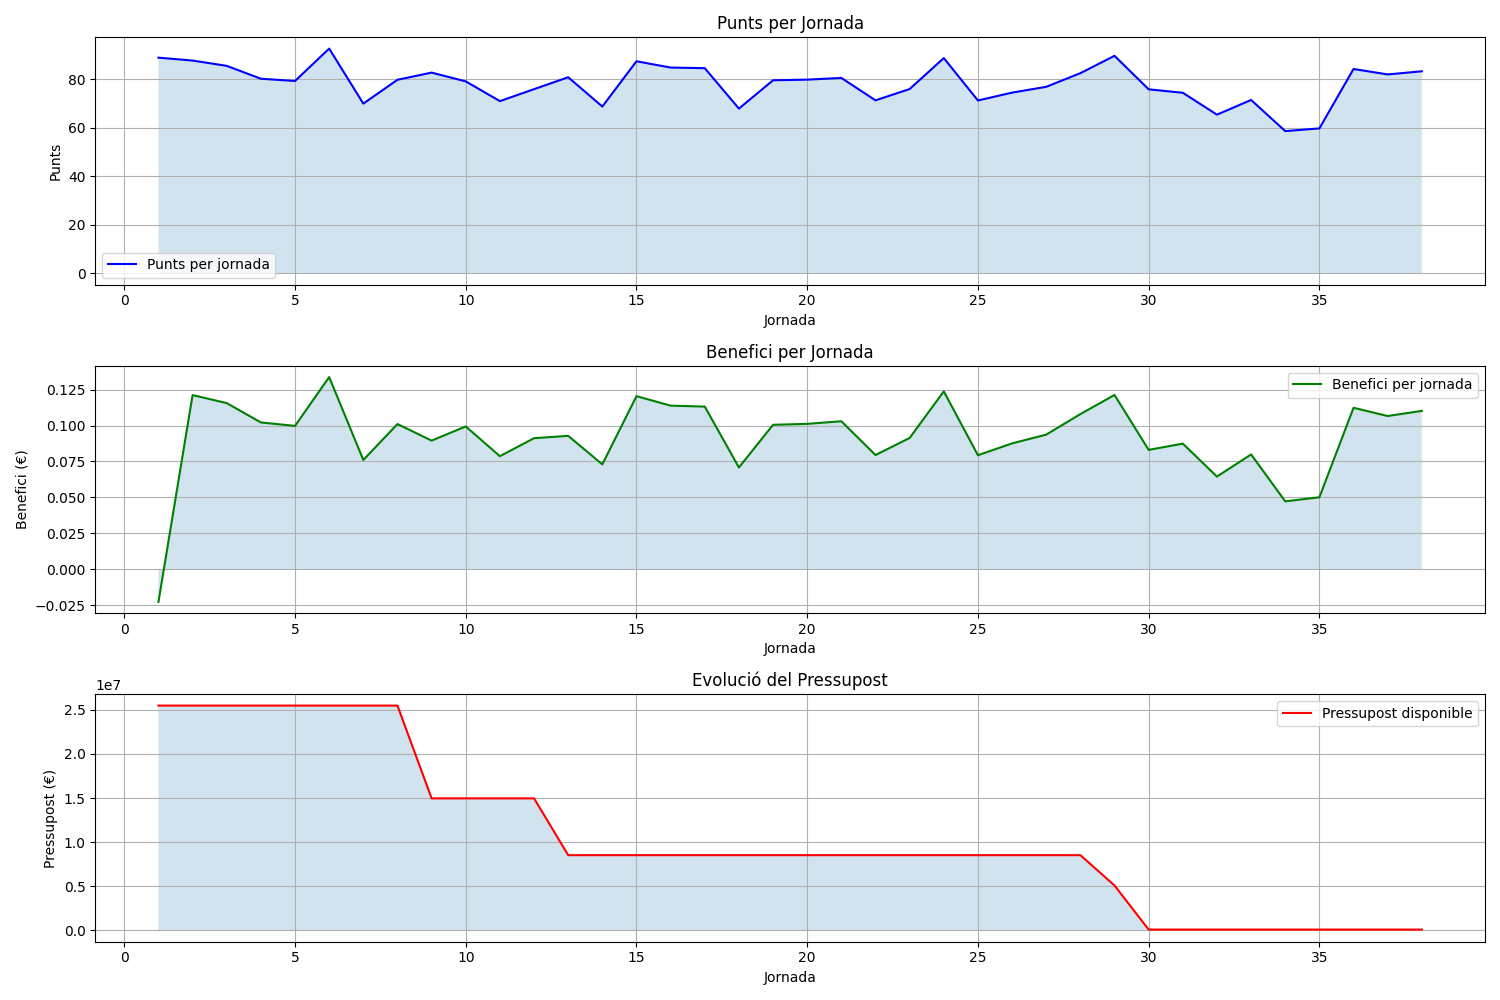 Punts per Jornada
Punts
80
60
40
20
0
Punts per jornada
0 5 10 15 20 25 30 35
Jornada
Benefici per Jornada
Benefici (€)
0.125
0.100
0.075
0.050
0.025
0.000
−0.025
Benefici per jornada
0 5 10 15 20 25 30 35
Jornada
Evolució del Pressupost
1e7
Pressupost (€)
2.5
2.0
1.5
1.0
0.5
0.0
Pressupost disponible
0 5 10 15 20 25 30 35
Jornada